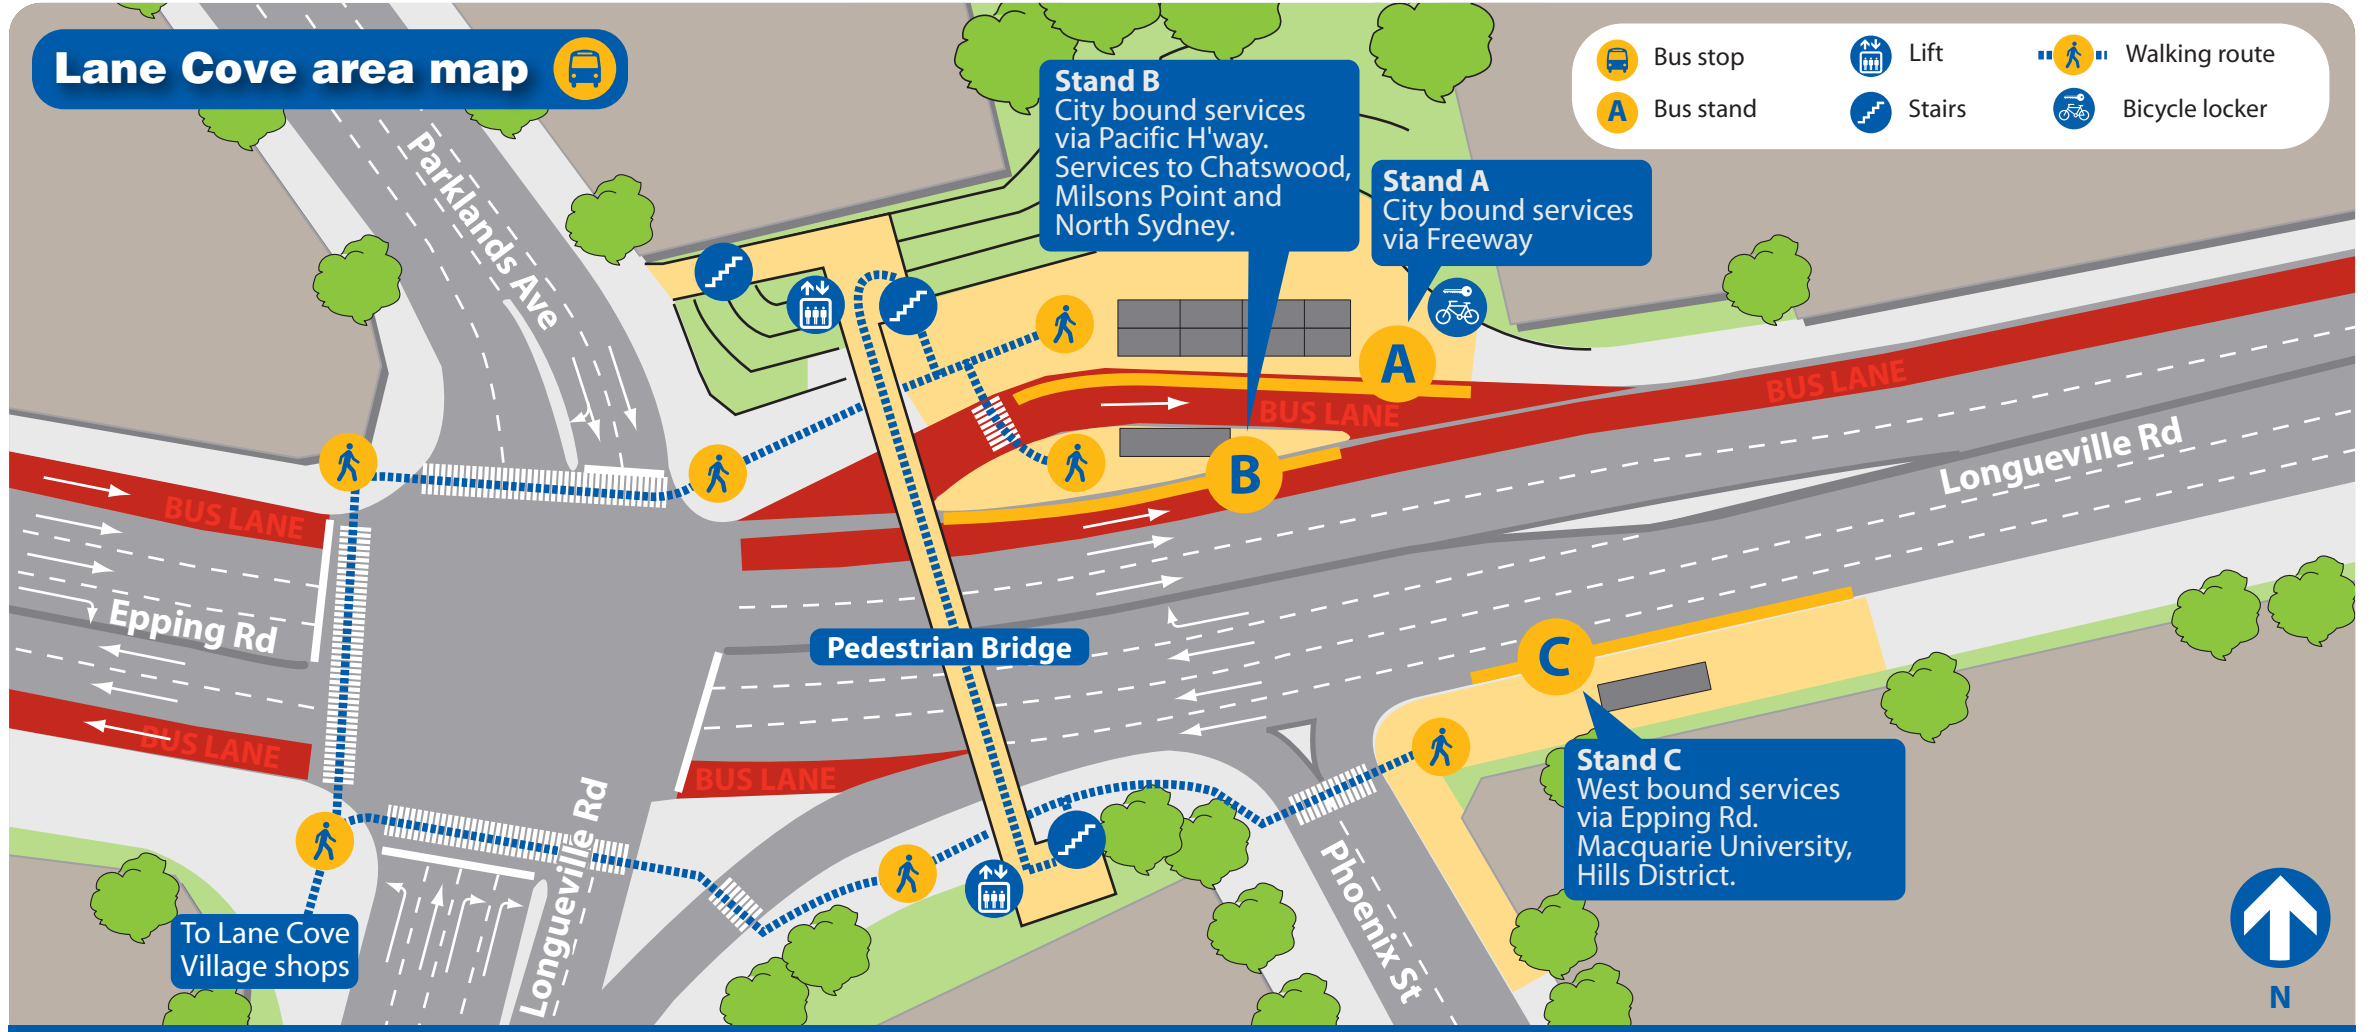 Lane Cove area map
Bus stop
Lift
Walking route
A
Bus stand
Stairs
Bicycle locker
Stand B
City bound services
via Pacific H'way.
Services to Chatswood,
Milsons Point and
North Sydney.
Stand A
City bound services
via Freeway
Parklands Ave
A
BUS LANE
BUS LANE
B
Longueville Rd
BUS LANE
Epping Rd
BUS LANE
Pedestrian Bridge
C
BUS LANE
Stand C
West bound services
via Epping Rd.
Macquarie University,
Hills District.
Longueville Rd
Phoenix St
To Lane Cove
Village shops
N